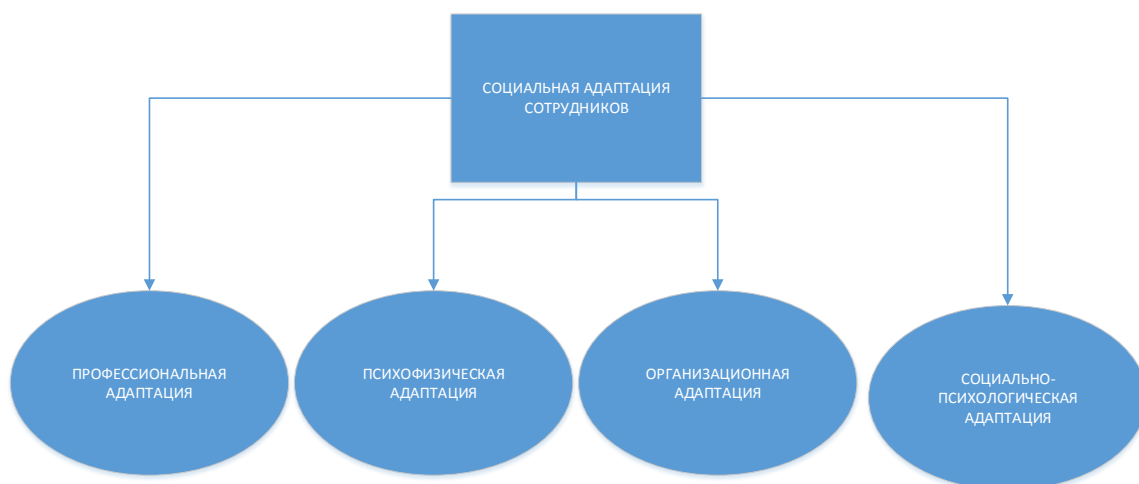 СОЦИАЛЬНАЯ АДАПТАЦИЯ
СОТРУДНИКОВ
ПРОФЕССИОНАЛЬНАЯ
АДАПТАЦИЯ
ПСИХОФИЗИЧЕСКАЯ
АДАПТАЦИЯ
ОРГАНИЗАЦИОННАЯ
АДАПТАЦИЯ
СОЦИАЛЬНО-
ПСИХОЛОГИЧЕСКАЯ
АДАПТАЦИЯ